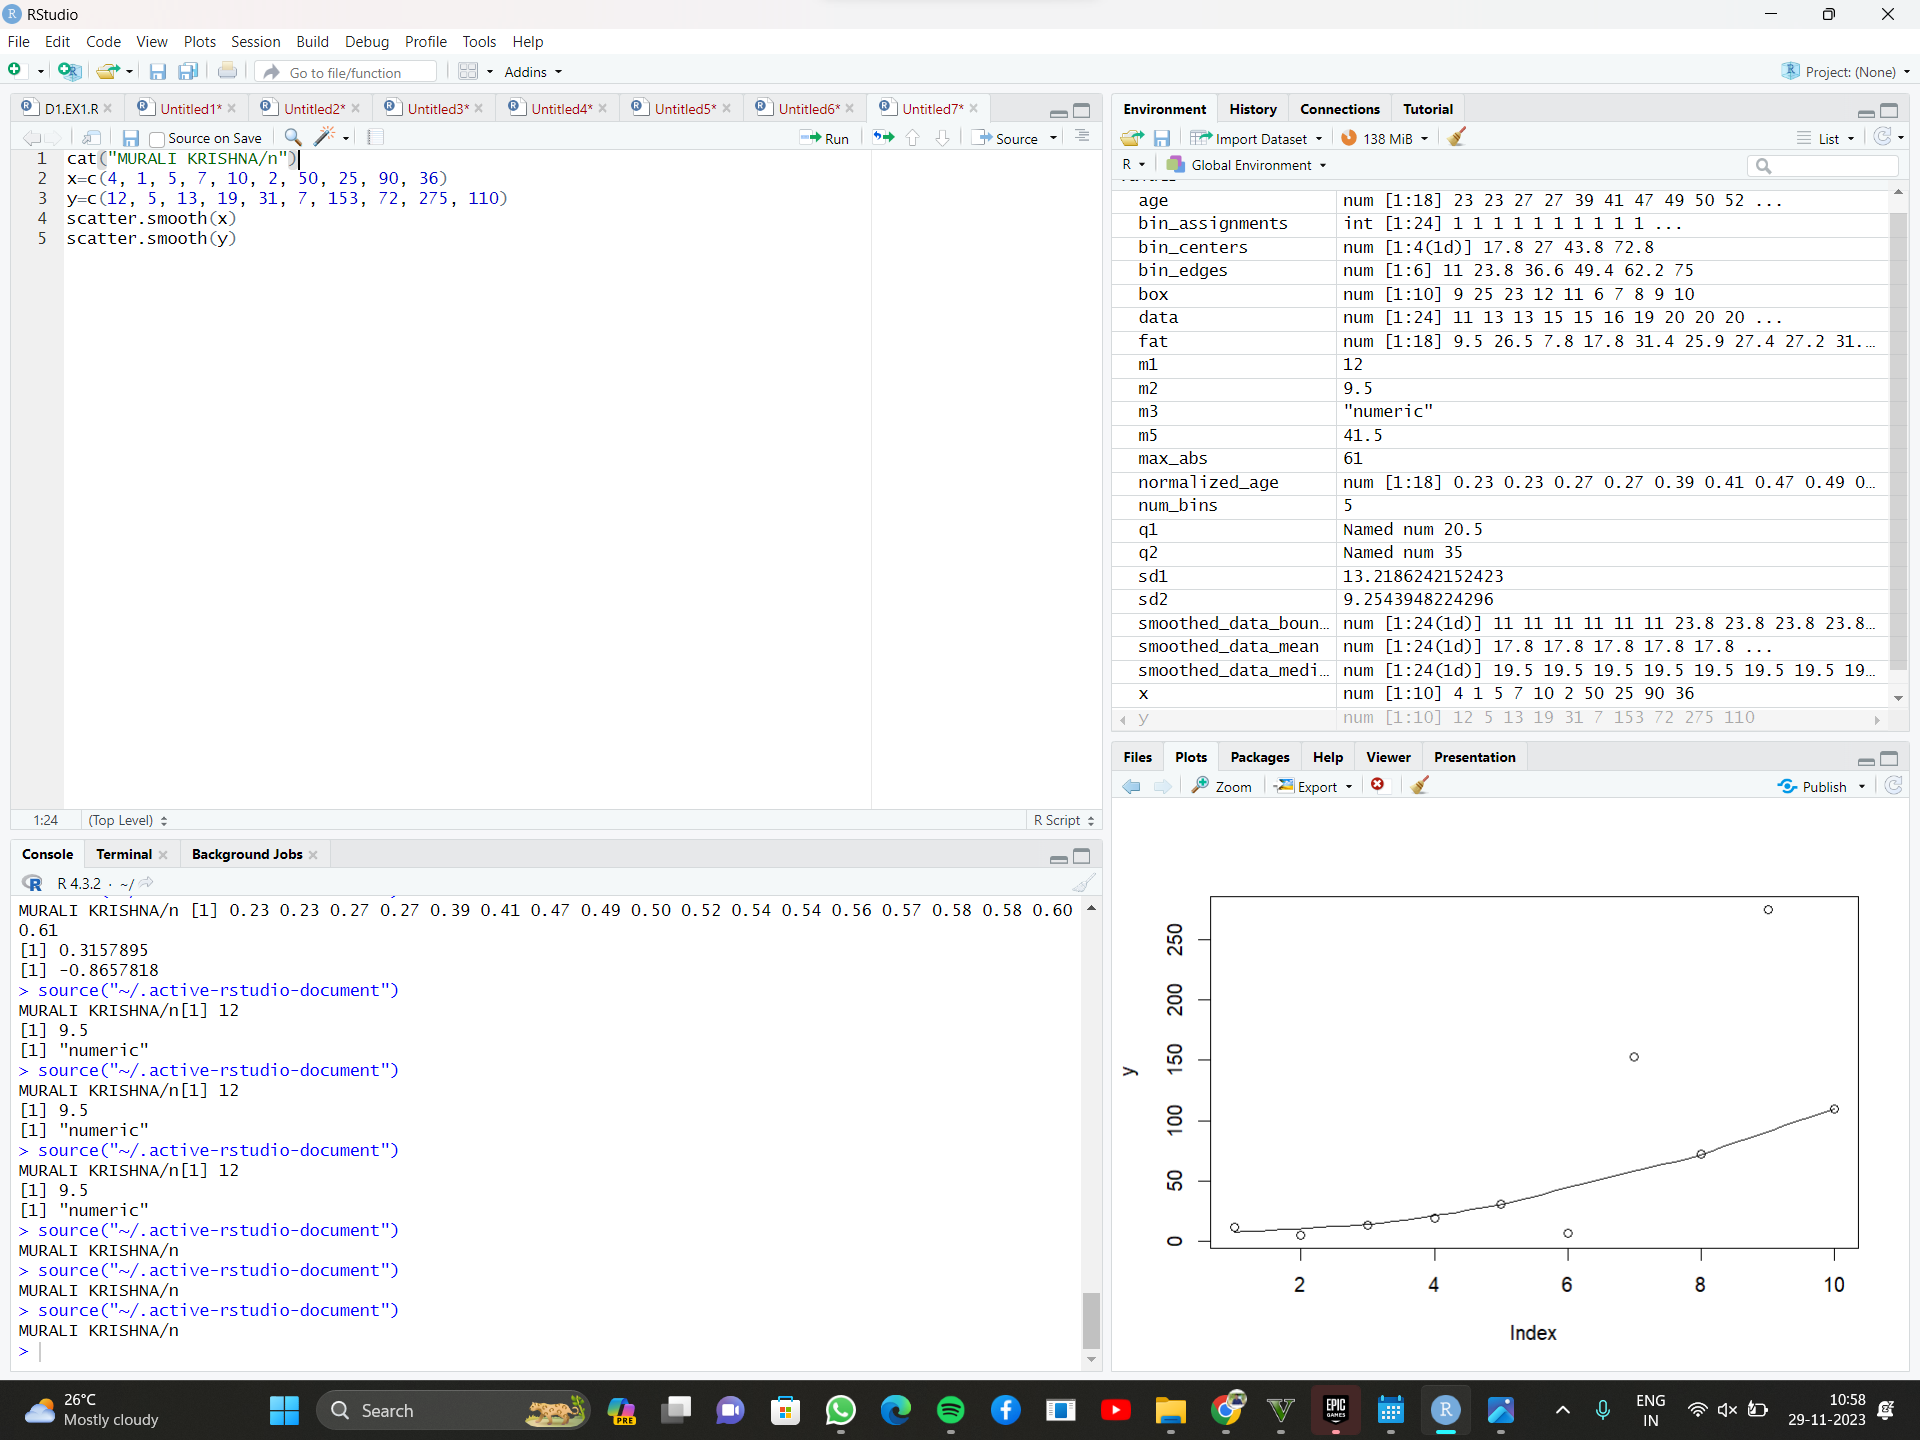 RStudio
File Edit Code View Plots Session Build Debug Profile Tools Help
Go to file/function Addins Project: (None)
D1.EX1.R Untitled1* Untitled2* Untitled3* Untitled4* Untitled5* Untitled6* Untitled7*
Source on Save Run Source
1 cat("MURALI KRISHNA/n")
2 x=c(4, 1, 5, 7, 10, 2, 50, 25, 90, 36)
3 y=c(12, 5, 13, 19, 31, 7, 153, 72, 275, 110)
4 scatter.smooth(x)
5 scatter.smooth(y)
1:24 (Top Level) R Script
Console Terminal Background Jobs
R 4.3.2 · ~/
MURALI KRISHNA/n [1] 0.23 0.23 0.27 0.27 0.39 0.41 0.47 0.49 0.50 0.52 0.54 0.54 0.56 0.57 0.58 0.58 0.60
0.61
[1] 0.3157895
[1] -0.8657818
> source("~/.active-rstudio-document")
MURALI KRISHNA/n[1] 12
[1] 9.5
[1] "numeric"
> source("~/.active-rstudio-document")
MURALI KRISHNA/n[1] 12
[1] 9.5
[1] "numeric"
> source("~/.active-rstudio-document")
MURALI KRISHNA/n[1] 12
[1] 9.5
[1] "numeric"
> source("~/.active-rstudio-document")
MURALI KRISHNA/n
> source("~/.active-rstudio-document")
MURALI KRISHNA/n
> source("~/.active-rstudio-document")
MURALI KRISHNA/n
>
Environment History Connections Tutorial
Import Dataset 138 MiB List
R Global Environment
age num [1:18] 23 23 27 27 39 41 47 49 50 52 ...
bin_assignments int [1:24] 1 1 1 1 1 1 1 1 1 1 ...
bin_centers num [1:4(1d)] 17.8 27 43.8 72.8
bin_edges num [1:6] 11 23.8 36.6 49.4 62.2 75
box num [1:10] 9 25 23 12 11 6 7 8 9 10
data num [1:24] 11 13 13 15 15 16 19 20 20 20 ...
fat num [1:18] 9.5 26.5 7.8 17.8 31.4 25.9 27.4 27.2 31.…
m1 12
m2 9.5
m3 "numeric"
m5 41.5
max_abs 61
normalized_age num [1:18] 0.23 0.23 0.27 0.27 0.39 0.41 0.47 0.49 0…
num_bins 5
q1 Named num 20.5
q2 Named num 35
sd1 13.2186242152423
sd2 9.2543948224296
smoothed_data_boun… num [1:24(1d)] 11 11 11 11 11 11 23.8 23.8 23.8 23.8…
smoothed_data_mean num [1:24(1d)] 17.8 17.8 17.8 17.8 17.8 ...
smoothed_data_medi… num [1:24(1d)] 19.5 19.5 19.5 19.5 19.5 19.5 19.5 19…
x num [1:10] 4 1 5 7 10 2 50 25 90 36
y num [1:10] 12 5 13 19 31 7 153 72 275 110
Files Plots Packages Help Viewer Presentation
Zoom Export Publish
250
200
150
100
50
0
y
2 4 6 8 10
Index
26°C
Mostly cloudy
Search
PRE
EPIC
GAMES
ENG
IN
10:58
29-11-2023